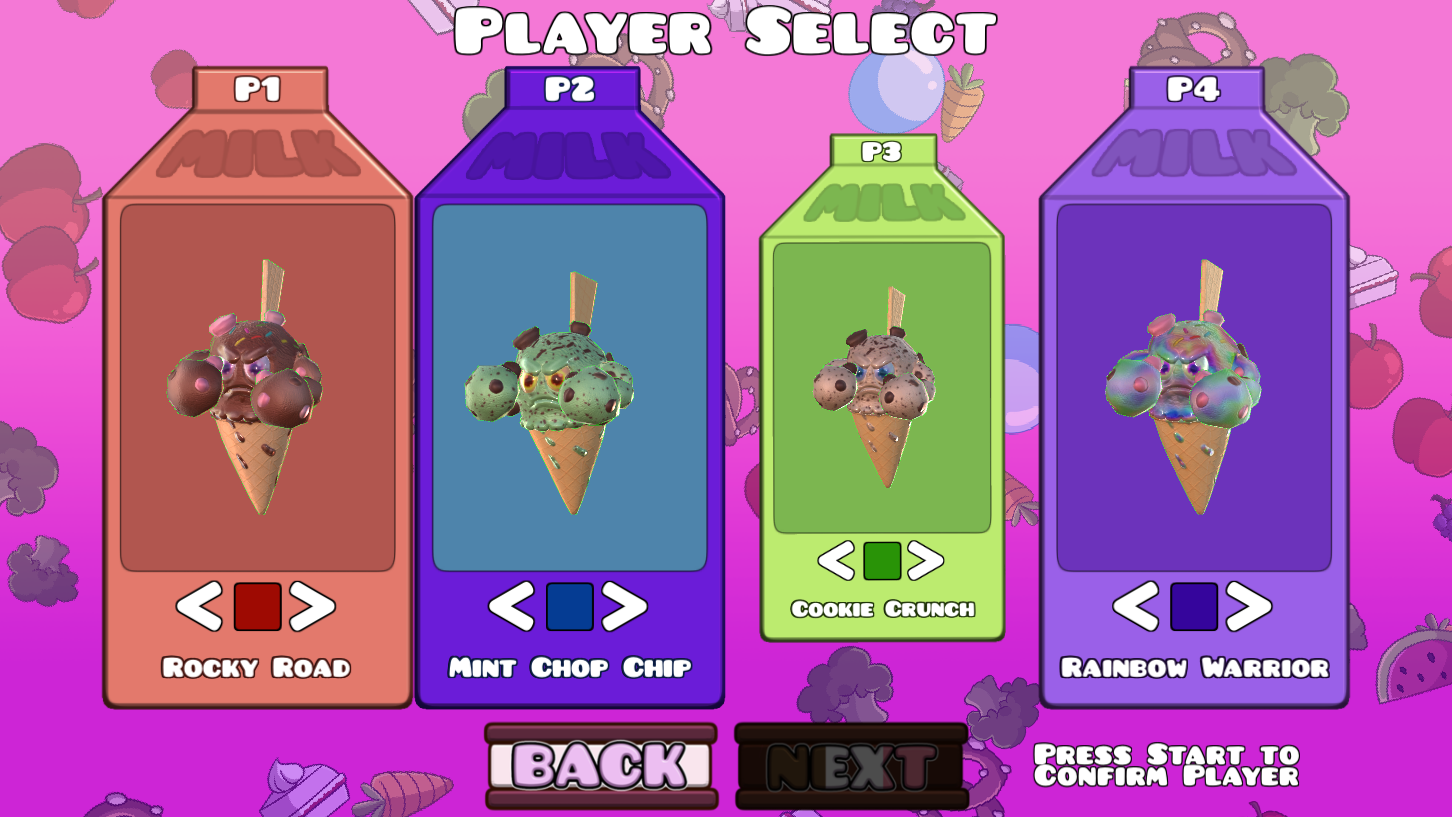 Player Select
P1
MILK
Rocky Road
P2
MILK
Mint Chop Chip
P3
MILK
Cookie Crunch
P4
MILK
Rainbow Warrior
BACK
NEXT
Press Start to
Confirm Player